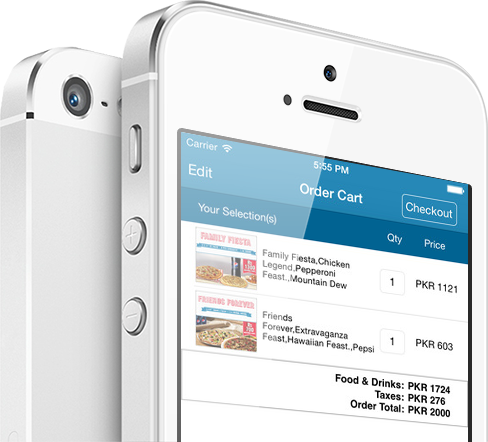 Carrier
5:55 PM
Edit
Order Cart
Checkout
Your Selection(s)
Qty
Price
FAMILY FIESTA
Family Fiesta,Chicken
Legend,Pepperoni
Feast.,Mountain Dew
1
PKR 1121
FRIENDS FOREVER
Friends
Forever,Extravaganza
Feast,Hawaiian Feast.,Pepsi
1
PKR 603
Food & Drinks: PKR 1724
Taxes: PKR 276
Order Total: PKR 2000